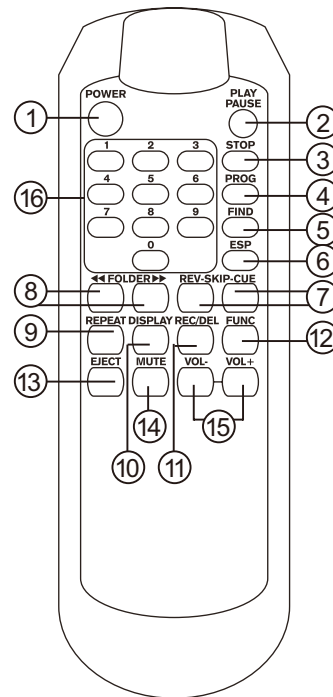 POWER
PLAY
PAUSE
1
2
STOP
1 2 3
3
PROG
4
4 5 6
16
FIND
5
7 8 9
ESP
6
0
8
◀◀ FOLDER ▶▶ REV-SKIP-CUE
7
9
REPEAT DISPLAY REC/DEL FUNC
12
13
EJECT MUTE VOL- VOL+
14
15
10
11